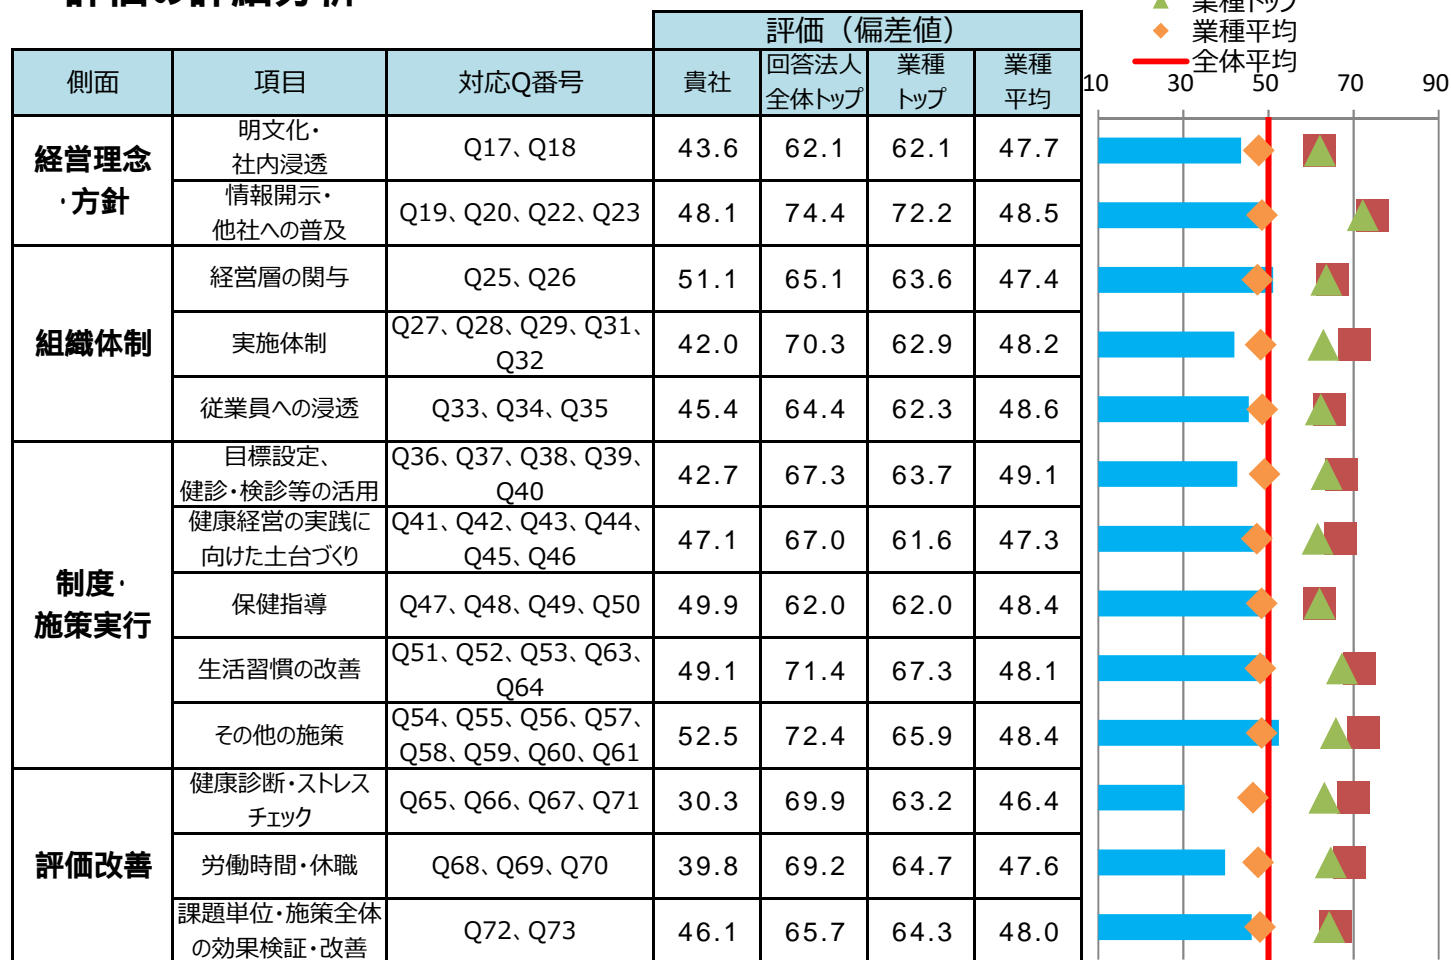 評価の詳細分析
業種トップ
業種平均
全体平均
評価（偏差値）
側面 項目 対応Q番号 貴社 回答法人 業種 業種
全体トップ トップ 平均
10 30 50 70 90
経営理念
・方針
明文化・
社内浸透
Q17、Q18 43.6 62.1 62.1 47.7
情報開示・
他社への普及
Q19、Q20、Q22、Q23 48.1 74.4 72.2 48.5
組織体制
経営層の関与 Q25、Q26 51.1 65.1 63.6 47.4
実施体制
Q27、Q28、Q29、Q31、
Q32
42.0 70.3 62.9 48.2
従業員への浸透 Q33、Q34、Q35 45.4 64.4 62.3 48.6
制度・
施策実行
目標設定、
健診・検診等の活用
Q36、Q37、Q38、Q39、
Q40
42.7 67.3 63.7 49.1
健康経営の実践に
向けた土台づくり
Q41、Q42、Q43、Q44、
Q45、Q46
47.1 67.0 61.6 47.3
保健指導 Q47、Q48、Q49、Q50 49.9 62.0 62.0 48.4
生活習慣の改善
Q51、Q52、Q53、Q63、
Q64
49.1 71.4 67.3 48.1
その他の施策
Q54、Q55、Q56、Q57、
Q58、Q59、Q60、Q61
52.5 72.4 65.9 48.4
評価改善
健康診断・ストレス
チェック
Q65、Q66、Q67、Q71 30.3 69.9 63.2 46.4
労働時間・休職 Q68、Q69、Q70 39.8 69.2 64.7 47.6
課題単位・施策全体
の効果検証・改善
Q72、Q73 46.1 65.7 64.3 48.0